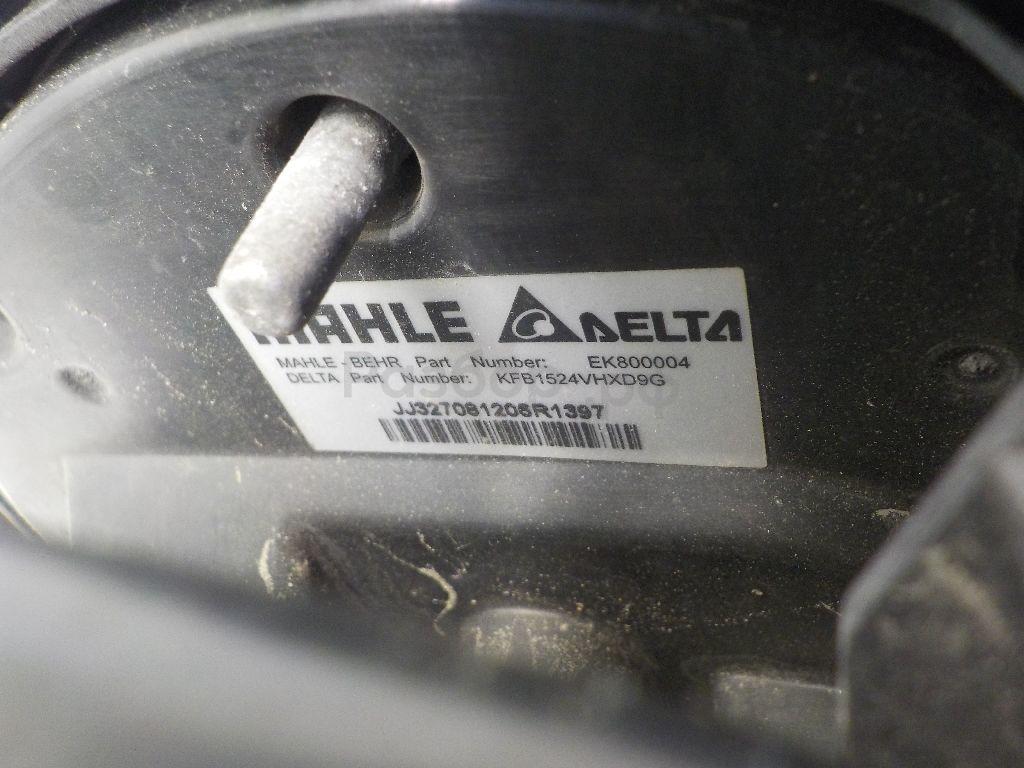 MAHLE DELTA
MAHLE-BEHR Part Number: EK800004
DELTA Part Number: KFB1524VHXD9G
JJ327081206R1397